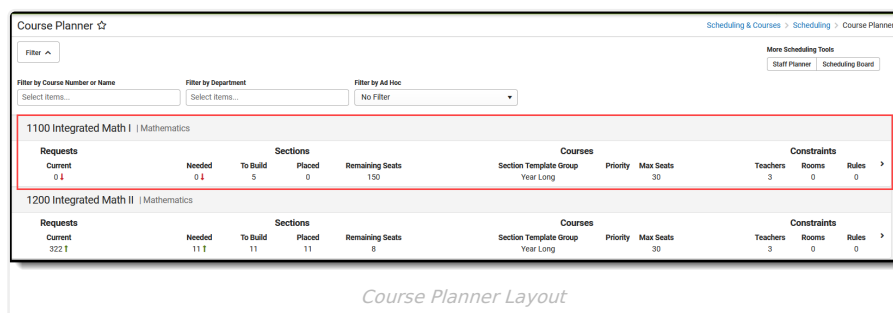 Course Planner ☆
Scheduling & Courses > Scheduling > Course Planner
Filter
More Scheduling Tools
Staff Planner Scheduling Board
Filter by Course Number or Name Filter by Department Filter by Ad Hoc
Select items... Select items... No Filter
1100 Integrated Math I | Mathematics
Requests Sections Courses Constraints
Current Needed To Build Placed Remaining Seats Section Template Group Priority Max Seats Teachers Rooms Rules >
0 ↓ 0 ↓ 5 0 150 Year Long 30 3 0 0
1200 Integrated Math II | Mathematics
Requests Sections Courses Constraints
Current Needed To Build Placed Remaining Seats Section Template Group Priority Max Seats Teachers Rooms Rules >
322 ↑ 11 ↑ 11 11 8 Year Long 30 3 0 0
Course Planner Layout